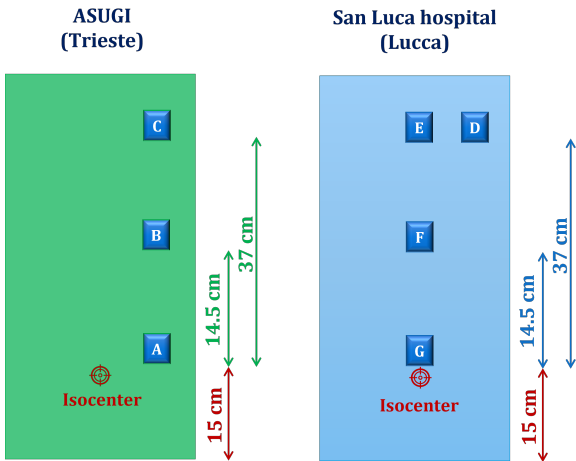 ASUGI
(Trieste)
C
B
A
Isocenter
37 cm
14.5 cm
15 cm
San Luca hospital
(Lucca)
E
D
F
G
Isocenter
37 cm
14.5 cm
15 cm